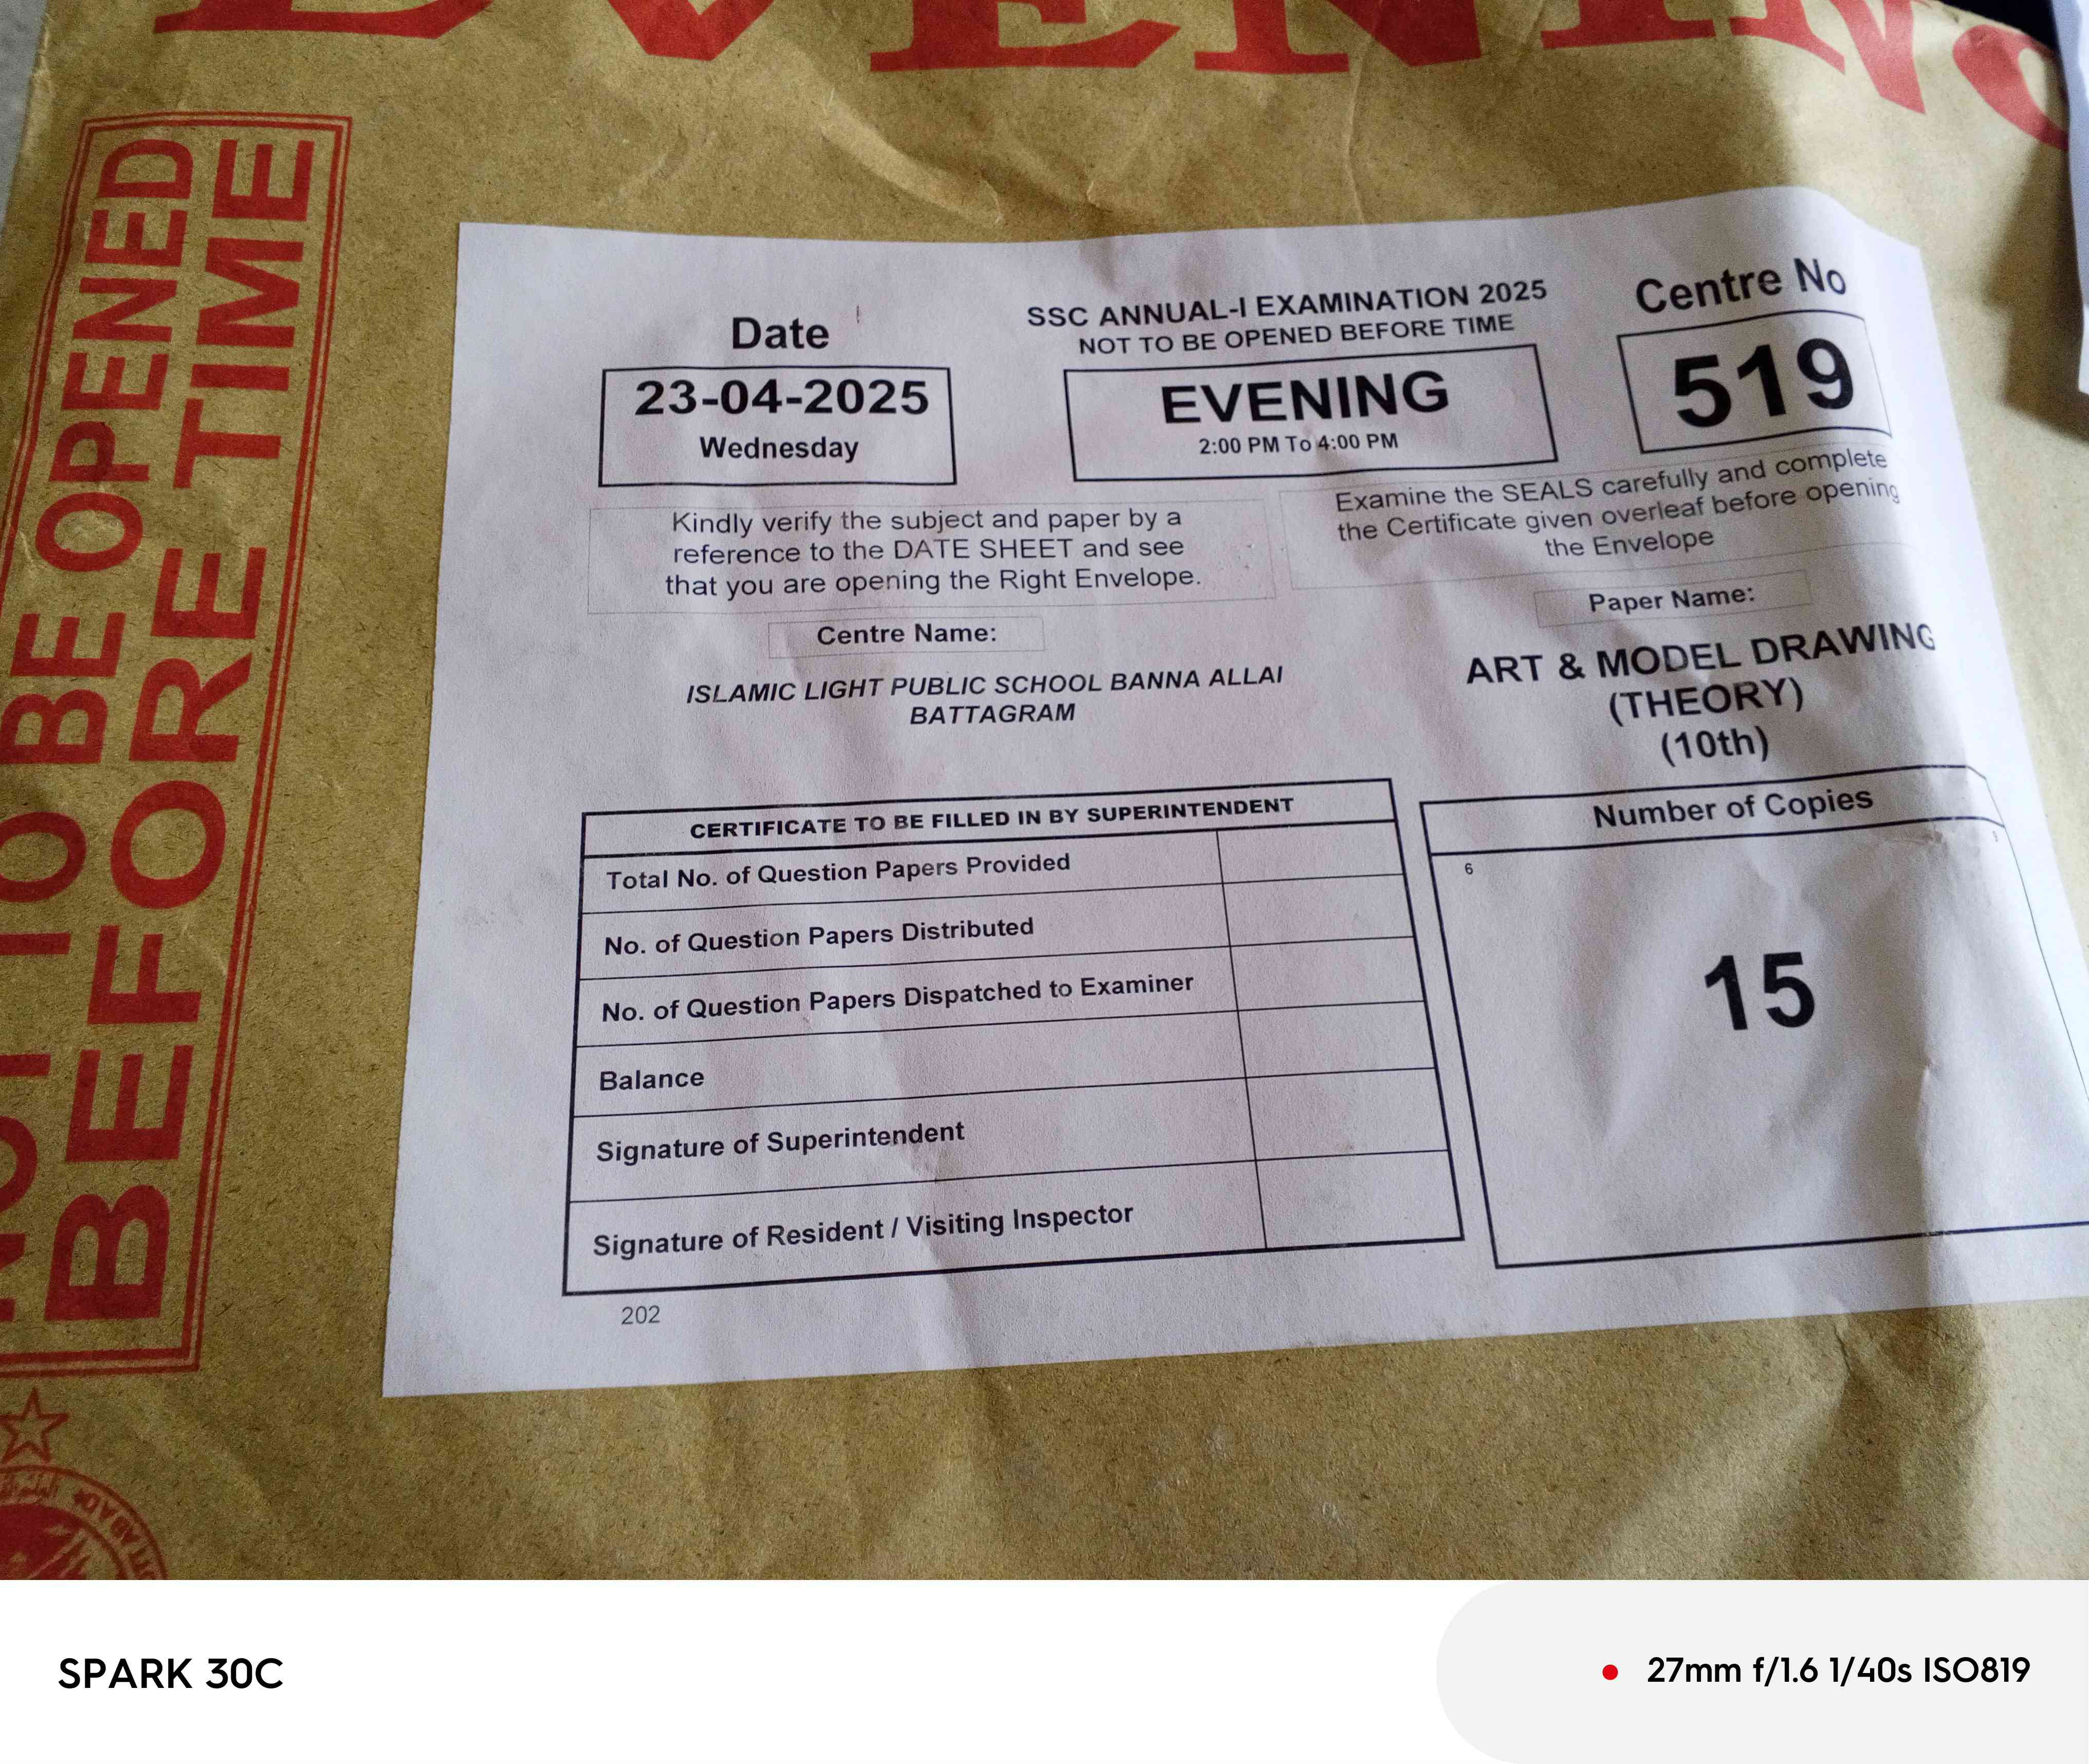 EVENING
NOT TO BE OPENED
BEFORE TIME
Date
23-04-2025
Wednesday
SSC ANNUAL-I EXAMINATION 2025
NOT TO BE OPENED BEFORE TIME
EVENING
2:00 PM To 4:00 PM
Centre No
519
Kindly verify the subject and paper by a
reference to the DATE SHEET and see
that you are opening the Right Envelope.
Examine the SEALS carefully and complete
the Certificate given overleaf before opening
the Envelope
Centre Name:
ISLAMIC LIGHT PUBLIC SCHOOL BANNA ALLAI
BATTAGRAM
Paper Name:
ART & MODEL DRAWING
(THEORY)
(10th)
CERTIFICATE TO BE FILLED IN BY SUPERINTENDENT
Total No. of Question Papers Provided
No. of Question Papers Distributed
No. of Question Papers Dispatched to Examiner
Balance
Signature of Superintendent
Signature of Resident / Visiting Inspector
Number of Copies
6
15
202
SPARK 30C
27mm f/1.6 1/40s ISO819